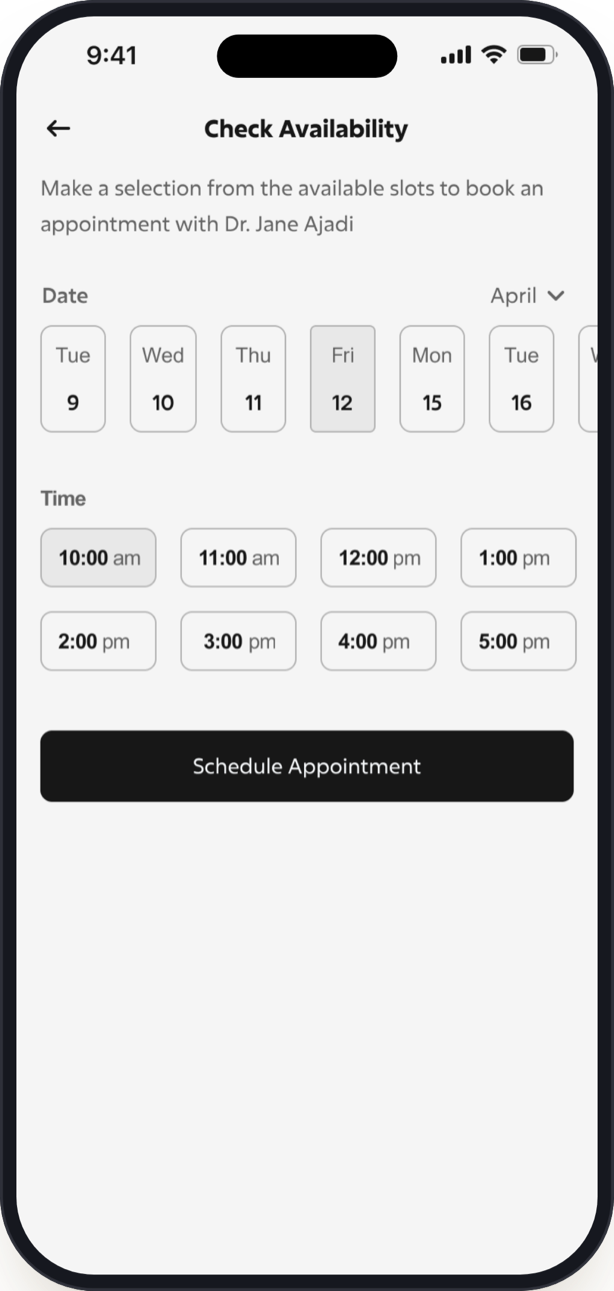 9:41
Check Availability
Make a selection from the available slots to book an
appointment with Dr. Jane Ajadi
Date April
Tue Wed Thu Fri Mon Tue
9 10 11 12 15 16
Time
10:00 am 11:00 am 12:00 pm 1:00 pm
2:00 pm 3:00 pm 4:00 pm 5:00 pm
Schedule Appointment